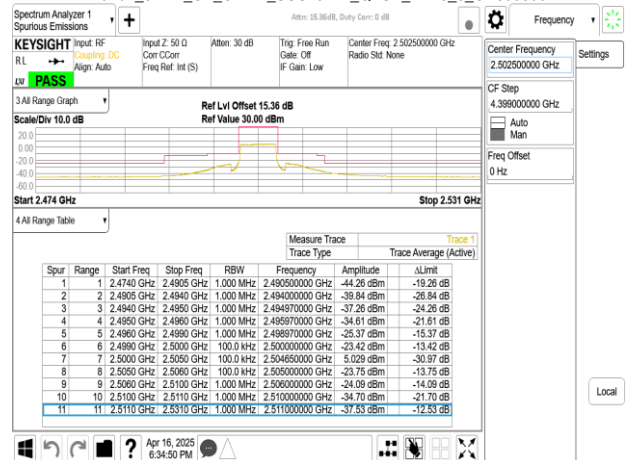 Spectrum Analyzer 1
Spurious Emissions
Attn: 15.36dB, Duty Corr: 0 dB
Frequency
KEYSIGHT Input: RF Input Z: 50 Ω Atten: 30 dB Trig: Free Run Center Freq: 2.502500000 GHz
RL Coupling: DC Corr CCorr Gate: Off Radio Std: None
Align: Auto Freq Ref: Int (S) IF Gain: Low
LXI PASS
Center Frequency
2.502500000 GHz
Settings
CF Step
4.399000000 GHz
Auto
Man
Freq Offset
0 Hz
3 All Range Graph
Ref Lvl Offset 15.36 dB
Scale/Div 10.0 dB Ref Value 30.00 dBm
20.0
0.00
-20.0
-40.0
-60.0
Start 2.474 GHz Stop 2.531 GHz
4 All Range Table
Measure Trace Trace 1
Trace Type Trace Average (Active)
Spur Range Start Freq Stop Freq RBW Frequency Amplitude ΔLimit
1 1 2.4740 GHz 2.4905 GHz 1.000 MHz 2.490500000 GHz -44.26 dBm -19.26 dB
2 2 2.4905 GHz 2.4940 GHz 1.000 MHz 2.494000000 GHz -39.84 dBm -26.84 dB
3 3 2.4940 GHz 2.4950 GHz 1.000 MHz 2.494970000 GHz -37.26 dBm -24.26 dB
4 4 2.4950 GHz 2.4960 GHz 1.000 MHz 2.495970000 GHz -34.61 dBm -21.61 dB
5 5 2.4960 GHz 2.4990 GHz 1.000 MHz 2.498970000 GHz -25.37 dBm -15.37 dB
6 6 2.4990 GHz 2.5000 GHz 100.0 kHz 2.500000000 GHz -23.42 dBm -13.42 dB
7 7 2.5000 GHz 2.5050 GHz 100.0 kHz 2.504650000 GHz 5.029 dBm -30.97 dB
8 8 2.5050 GHz 2.5060 GHz 100.0 kHz 2.505000000 GHz -23.75 dBm -13.75 dB
9 9 2.5060 GHz 2.5100 GHz 1.000 MHz 2.506000000 GHz -24.09 dBm -14.09 dB
10 10 2.5100 GHz 2.5110 GHz 1.000 MHz 2.510000000 GHz -34.70 dBm -21.70 dB
11 11 2.5110 GHz 2.5310 GHz 1.000 MHz 2.511000000 GHz -37.53 dBm -12.53 dB
Local
Apr 16, 2025
6:34:50 PM